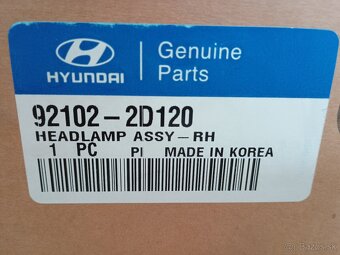 HYUNDAI
Genuine
Parts
92102-2D120
HEADLAMP ASSY-RH
1 PC PI MADE IN KOREA